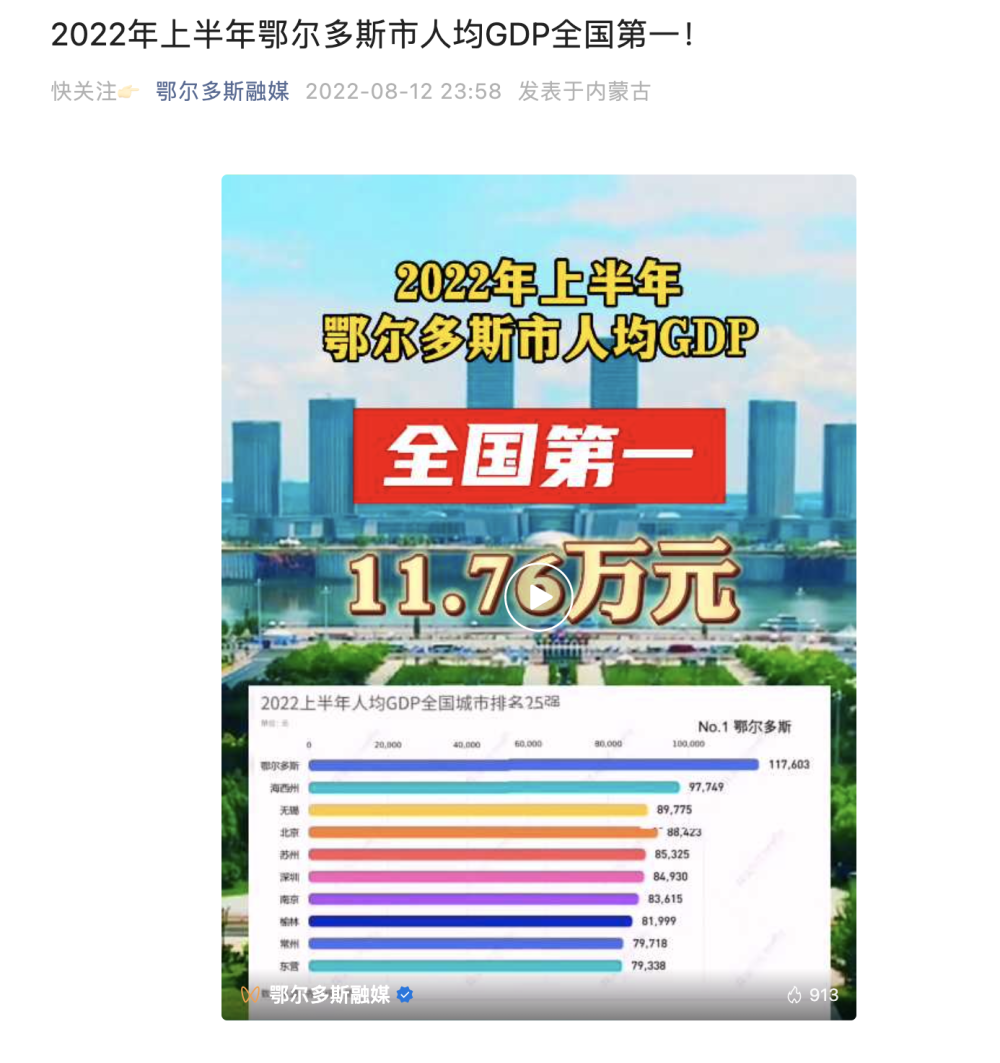 2022年上半年鄂尔多斯市人均GDP全国第一！
快关注👉 鄂尔多斯融媒 2022-08-12 23:58 发表于内蒙古
2022年上半年
鄂尔多斯市人均GDP
全国第一
11.76万元
2022上半年人均GDP全国城市排名25强
单位：元
No.1 鄂尔多斯
0 20,000 40,000 60,000 80,000 100,000
鄂尔多斯 117,603
海西州 97,749
无锡 89,775
北京 88,423
苏州 85,325
深圳 84,930
南京 83,615
榆林 81,999
常州 79,718
东营 79,338
鄂尔多斯融媒 913